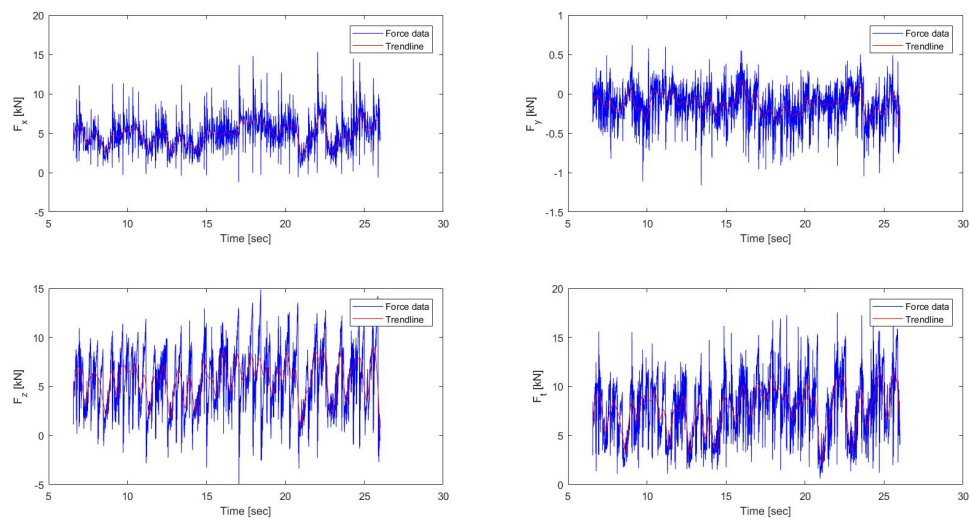 20
15
10
5
0
-5
F_x [kN]
5 10 15 20 25 30
Time [sec]
Force data
Trendline
1
0.5
0
-0.5
-1
-1.5
F_y [kN]
5 10 15 20 25 30
Time [sec]
Force data
Trendline
15
10
5
0
-5
F_z [kN]
5 10 15 20 25 30
Time [sec]
Force data
Trendline
20
15
10
5
0
F_t [kN]
5 10 15 20 25 30
Time [sec]
Force data
Trendline